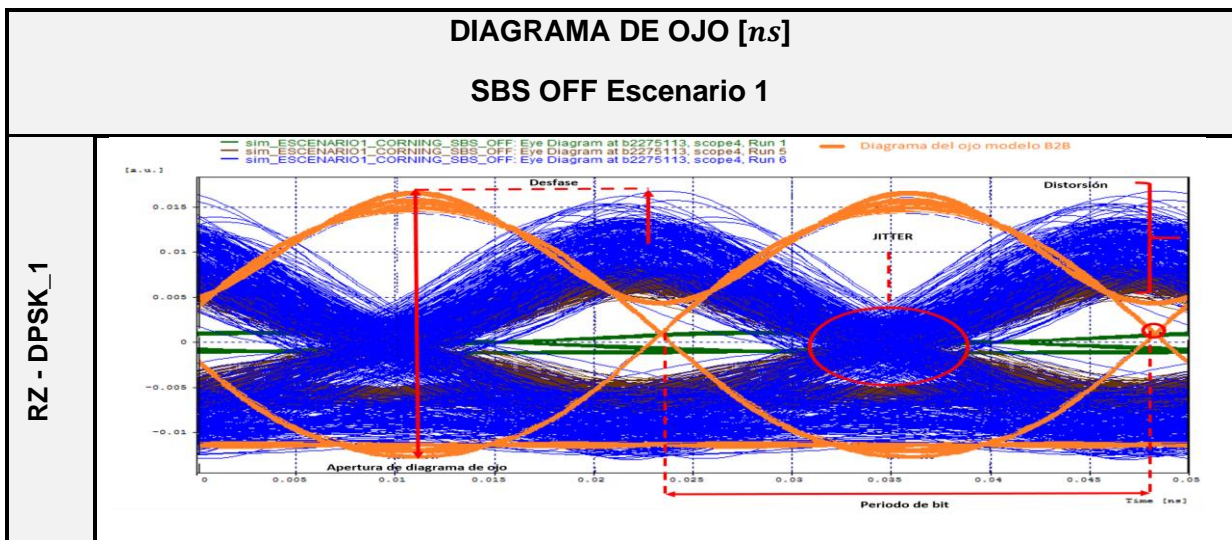 DIAGRAMA DE OJO [ns]
SBS OFF Escenario 1
RZ - DPSK_1
sim_ESCENARIO1_CORNING_SBS_OFF: Eye Diagram at b2275113, scope4, Run 1
sim_ESCENARIO1_CORNING_SBS_OFF: Eye Diagram at b2275113, scope4, Run 5
sim_ESCENARIO1_CORNING_SBS_OFF: Eye Diagram at b2275113, scope4, Run 6
Diagrama del ojo modelo B2B
[a.u.]
Desfase
Distorsión
JITTER
0.015
0.01
0.005
0
-0.005
-0.01
Apertura de diagrama de ojo
0 0.005 0.01 0.015 0.02 0.025 0.03 0.035 0.04 0.045 0.05
Periodo de bit
Time [ns]